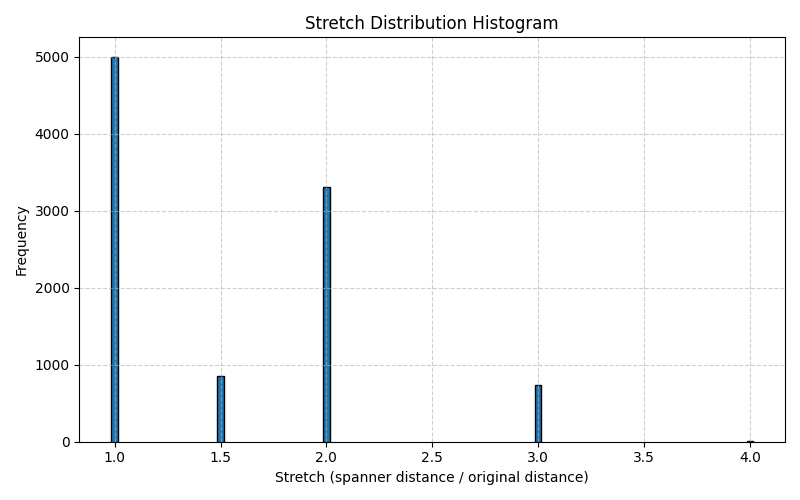 Stretch Distribution Histogram
Frequency
5000
4000
3000
2000
1000
0
1.0 1.5 2.0 2.5 3.0 3.5 4.0
Stretch (spanner distance / original distance)